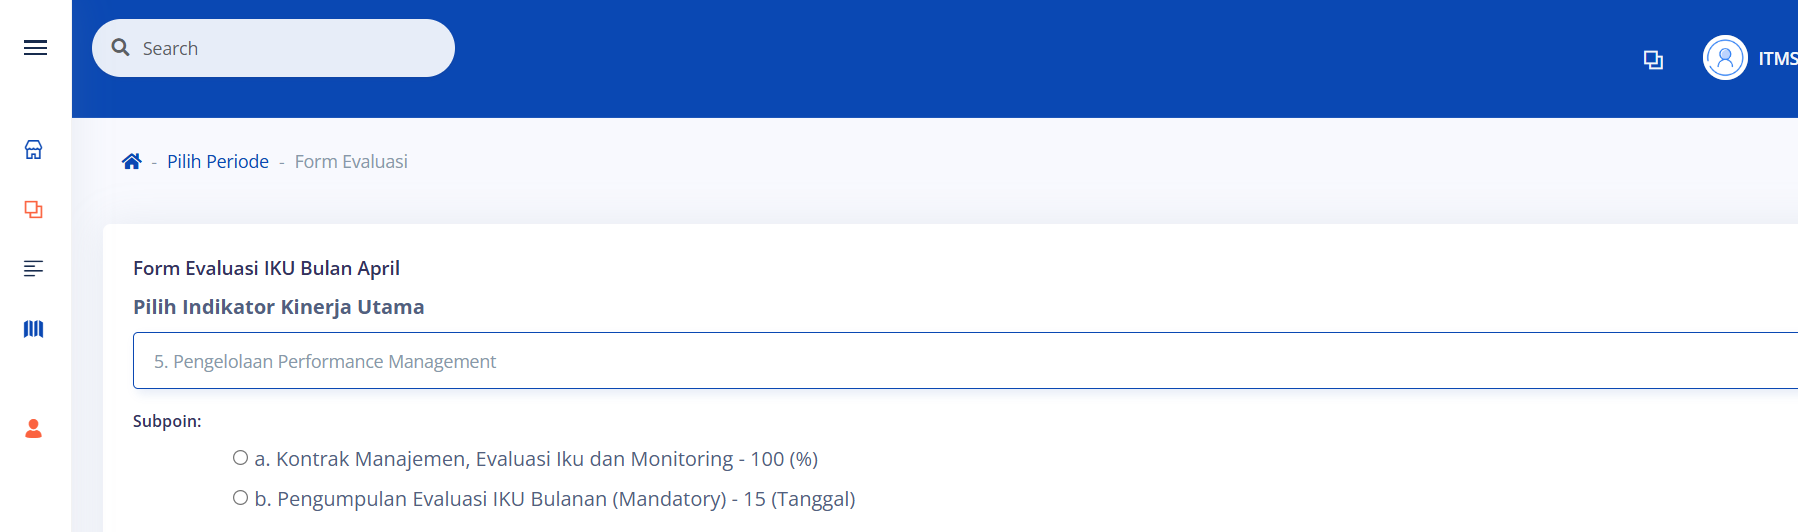 Search
ITMS
- Pilih Periode - Form Evaluasi
Form Evaluasi IKU Bulan April
Pilih Indikator Kinerja Utama
5. Pengelolaan Performance Management
Subpoin:
a. Kontrak Manajemen, Evaluasi Iku dan Monitoring - 100 (%)
b. Pengumpulan Evaluasi IKU Bulanan (Mandatory) - 15 (Tanggal)